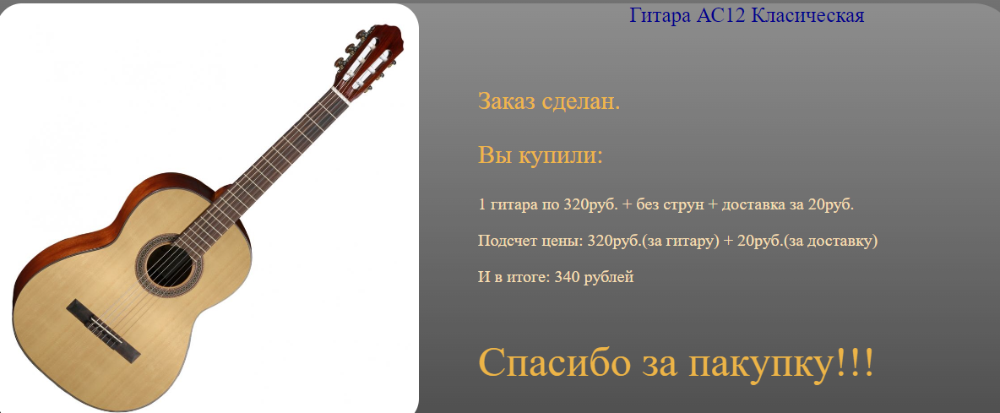 Гитара АС12 Класическая
Заказ сделан.
Вы купили:
1 гитара по 320руб. + без струн + доставка за 20руб.
Подсчет цены: 320руб.(за гитару) + 20руб.(за доставку)
И в итоге: 340 рублей
Спасибо за пакупку!!!